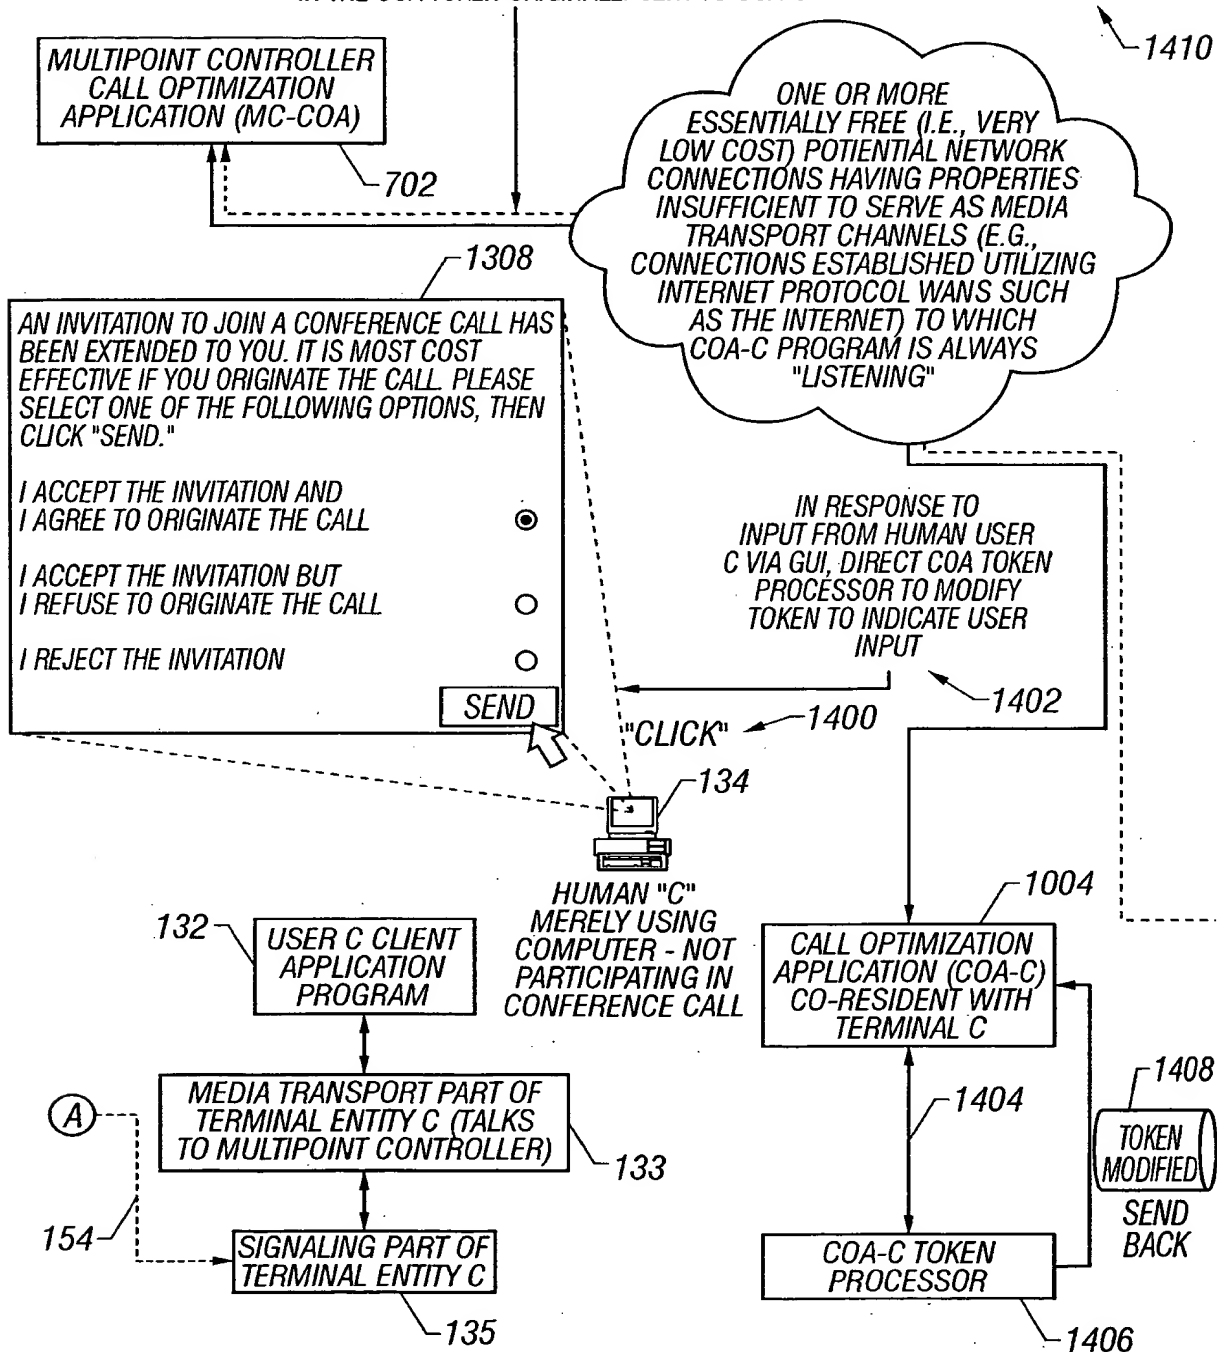 1410
MULTIPOINT CONTROLLER
CALL OPTIMIZATION
APPLICATION (MC-COA)
702
ONE OR MORE
ESSENTIALLY FREE (I.E., VERY
LOW COST) POTIENTIAL NETWORK
CONNECTIONS HAVING PROPERTIES
INSUFFICIENT TO SERVE AS MEDIA
TRANSPORT CHANNELS (E.G.,
CONNECTIONS ESTABLISHED UTILIZING
INTERNET PROTOCOL WANS SUCH
AS THE INTERNET) TO WHICH
COA-C PROGRAM IS ALWAYS
"LISTENING"
1308
AN INVITATION TO JOIN A CONFERENCE CALL HAS
BEEN EXTENDED TO YOU. IT IS MOST COST
EFFECTIVE IF YOU ORIGINATE THE CALL. PLEASE
SELECT ONE OF THE FOLLOWING OPTIONS, THEN
CLICK "SEND."
I ACCEPT THE INVITATION AND
I AGREE TO ORIGINATE THE CALL
I ACCEPT THE INVITATION BUT
I REFUSE TO ORIGINATE THE CALL
I REJECT THE INVITATION
SEND
IN RESPONSE TO
INPUT FROM HUMAN USER
C VIA GUI, DIRECT COA TOKEN
PROCESSOR TO MODIFY
TOKEN TO INDICATE USER
INPUT
1402
"CLICK"
1400
134
HUMAN "C"
MERELY USING
COMPUTER - NOT
PARTICIPATING IN
CONFERENCE CALL
132
USER C CLIENT
APPLICATION
PROGRAM
1004
CALL OPTIMIZATION
APPLICATION (COA-C)
CO-RESIDENT WITH
TERMINAL C
A
MEDIA TRANSPORT PART OF
TERMINAL ENTITY C (TALKS
TO MULTIPOINT CONTROLLER)
133
1404
1408
TOKEN
MODIFIED
SEND
BACK
154
SIGNALING PART OF
TERMINAL ENTITY C
135
COA-C TOKEN
PROCESSOR
1406